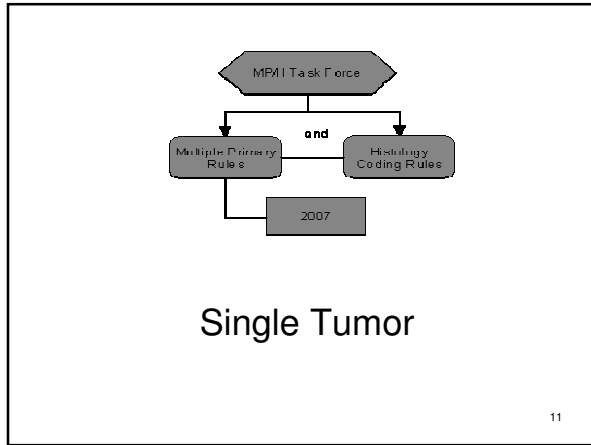 MP/H Task Force
and
Multiple Primary
Rules
Histology
Coding Rules
2007
Single Tumor
11